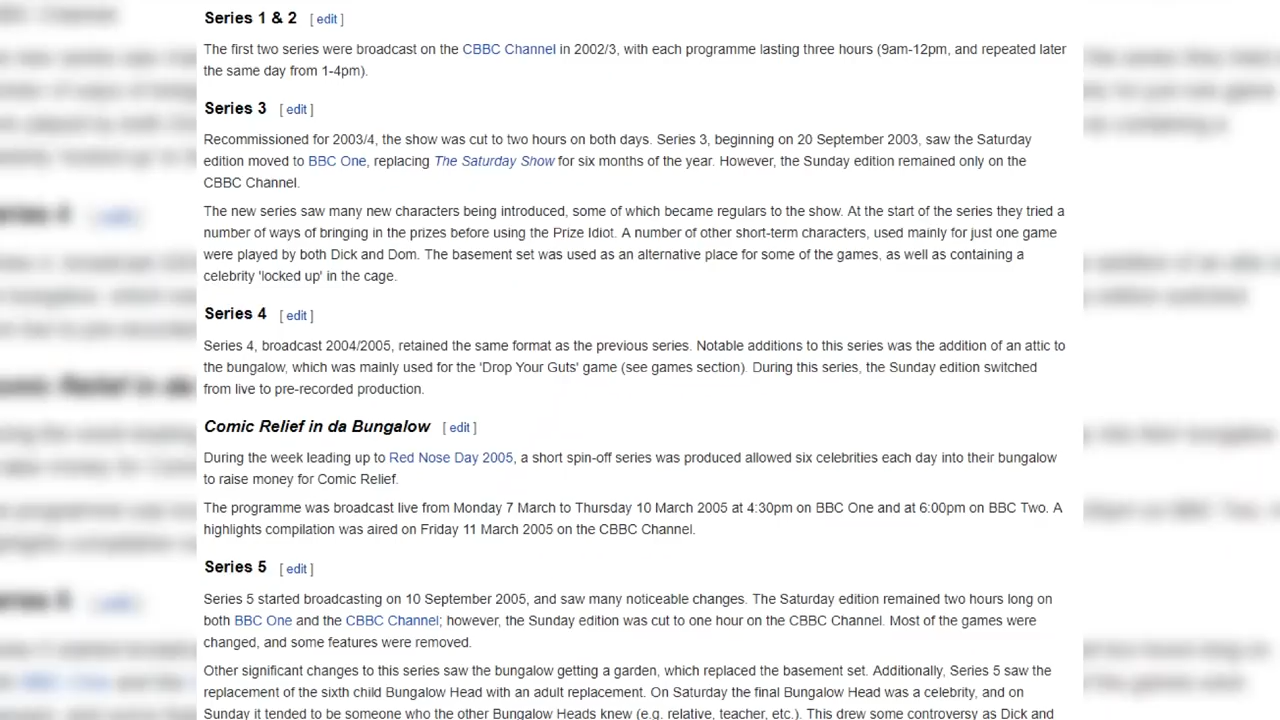 Series 1 & 2 [ edit ]
The first two series were broadcast on the CBBC Channel in 2002/3, with each programme lasting three hours (9am-12pm, and repeated later
the same day from 1-4pm).
Series 3 [ edit ]
Recommissioned for 2003/4, the show was cut to two hours on both days. Series 3, beginning on 20 September 2003, saw the Saturday
edition moved to BBC One, replacing The Saturday Show for six months of the year. However, the Sunday edition remained only on the
CBBC Channel.
The new series saw many new characters being introduced, some of which became regulars to the show. At the start of the series they tried a
number of ways of bringing in the prizes before using the Prize Idiot. A number of other short-term characters, used mainly for just one game
were played by both Dick and Dom. The basement set was used as an alternative place for some of the games, as well as containing a
celebrity 'locked up' in the cage.
Series 4 [ edit ]
Series 4, broadcast 2004/2005, retained the same format as the previous series. Notable additions to this series was the addition of an attic to
the bungalow, which was mainly used for the 'Drop Your Guts' game (see games section). During this series, the Sunday edition switched
from live to pre-recorded production.
Comic Relief in da Bungalow [ edit ]
During the week leading up to Red Nose Day 2005, a short spin-off series was produced allowed six celebrities each day into their bungalow
to raise money for Comic Relief.
The programme was broadcast live from Monday 7 March to Thursday 10 March 2005 at 4:30pm on BBC One and at 6:00pm on BBC Two. A
highlights compilation was aired on Friday 11 March 2005 on the CBBC Channel.
Series 5 [ edit ]
Series 5 started broadcasting on 10 September 2005, and saw many noticeable changes. The Saturday edition remained two hours long on
both BBC One and the CBBC Channel; however, the Sunday edition was cut to one hour on the CBBC Channel. Most of the games were
changed, and some features were removed.
Other significant changes to this series saw the bungalow getting a garden, which replaced the basement set. Additionally, Series 5 saw the
replacement of the sixth child Bungalow Head with an adult replacement. On Saturday the final Bungalow Head was a celebrity, and on
Sunday it tended to be someone who the other Bungalow Heads knew (e.g. relative, teacher, etc.). This drew some controversy as Dick and